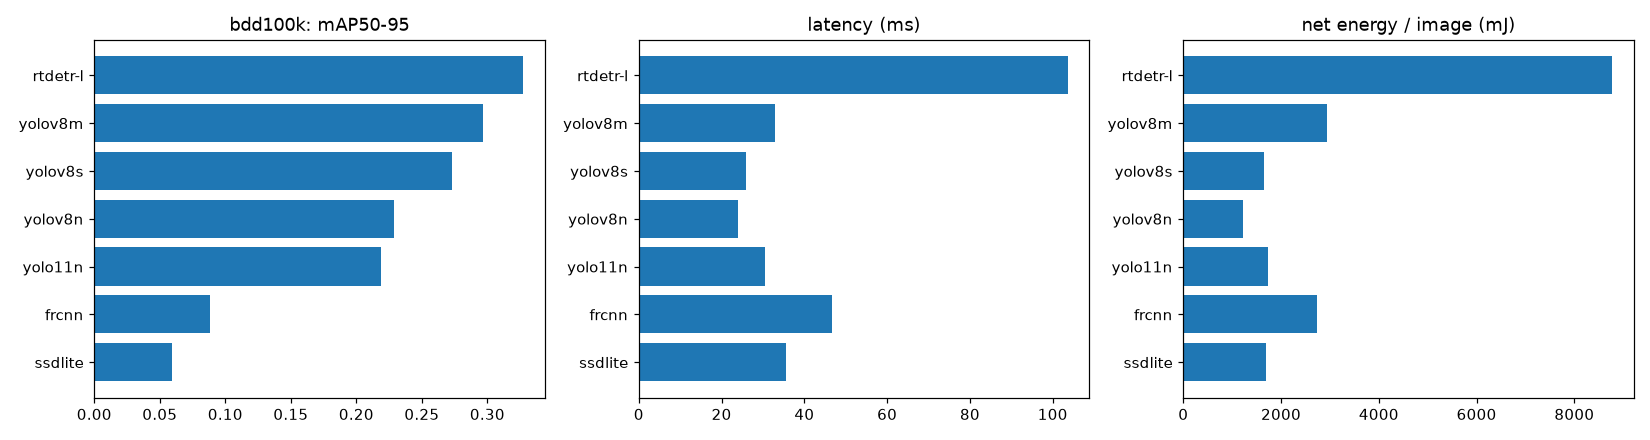 bdd100k: mAP50-95
rtdetr-l
yolov8m
yolov8s
yolov8n
yolo11n
frcnn
ssdlite
0.00 0.05 0.10 0.15 0.20 0.25 0.30
latency (ms)
rtdetr-l
yolov8m
yolov8s
yolov8n
yolo11n
frcnn
ssdlite
0 20 40 60 80 100
net energy / image (mJ)
rtdetr-l
yolov8m
yolov8s
yolov8n
yolo11n
frcnn
ssdlite
0 2000 4000 6000 8000